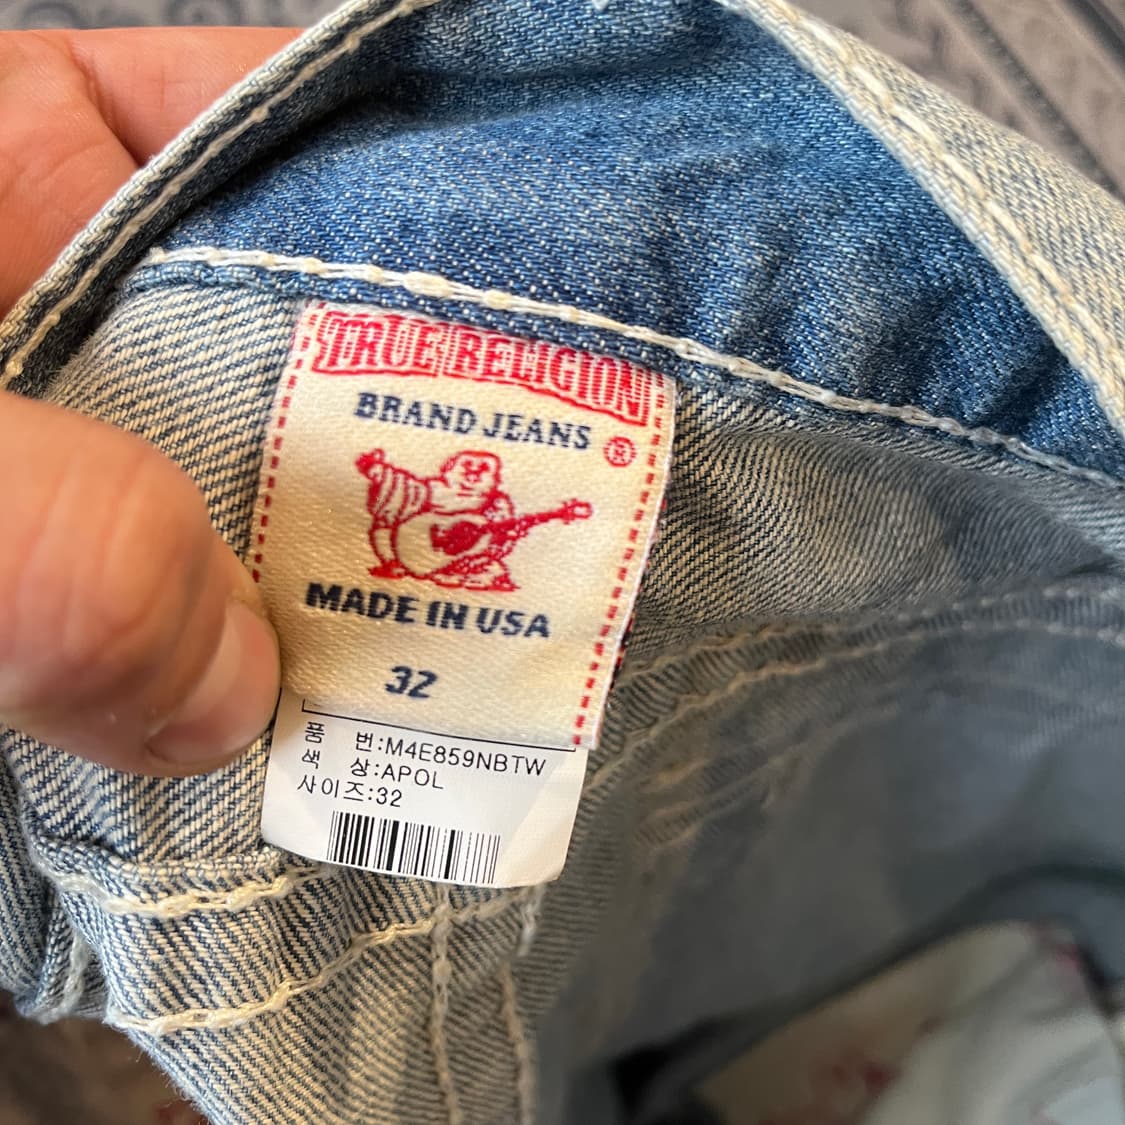 TRUE RELIGION
BRAND JEANS ®
MADE IN USA
32
품 번:M4E859NBTW
색 상:APOL
사이즈:32